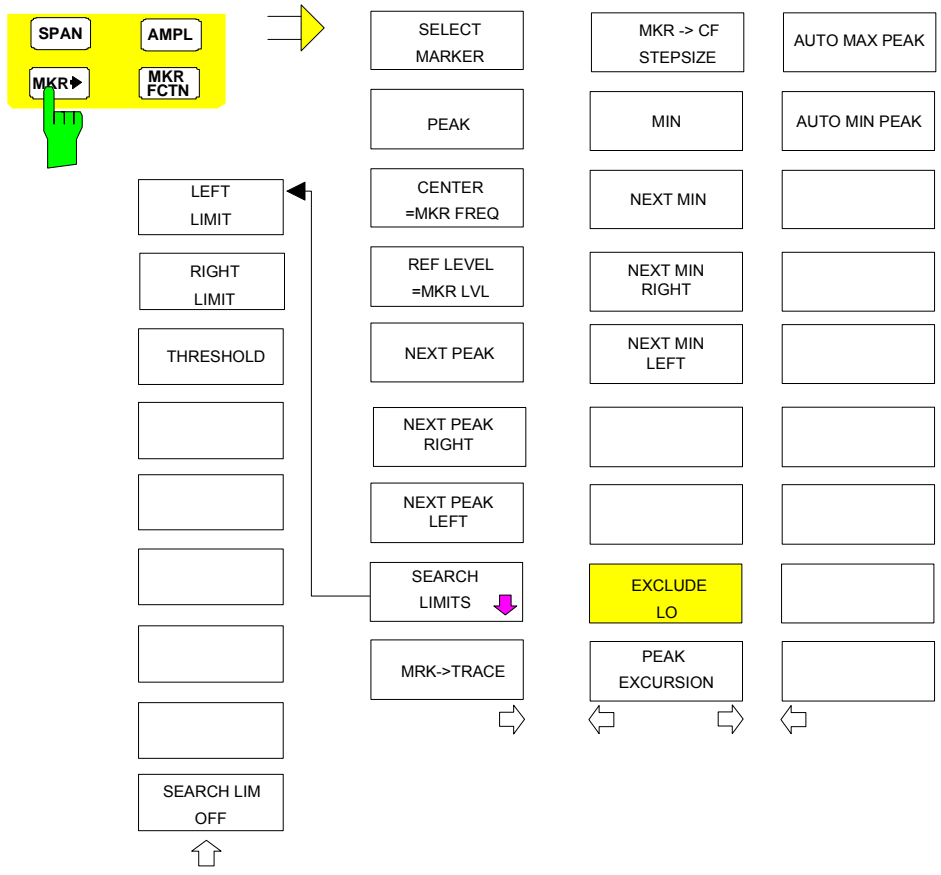 SPAN
AMPL
MKR
MKR
FCTN
SELECT
MARKER
PEAK
CENTER
=MKR FREQ
REF LEVEL
=MKR LVL
NEXT PEAK
NEXT PEAK
RIGHT
NEXT PEAK
LEFT
SEARCH
LIMITS
MRK->TRACE
MKR -> CF
STEPSIZE
MIN
NEXT MIN
NEXT MIN
RIGHT
NEXT MIN
LEFT
EXCLUDE
LO
PEAK
EXCURSION
AUTO MAX PEAK
AUTO MIN PEAK
LEFT
LIMIT
RIGHT
LIMIT
THRESHOLD
SEARCH LIM
OFF